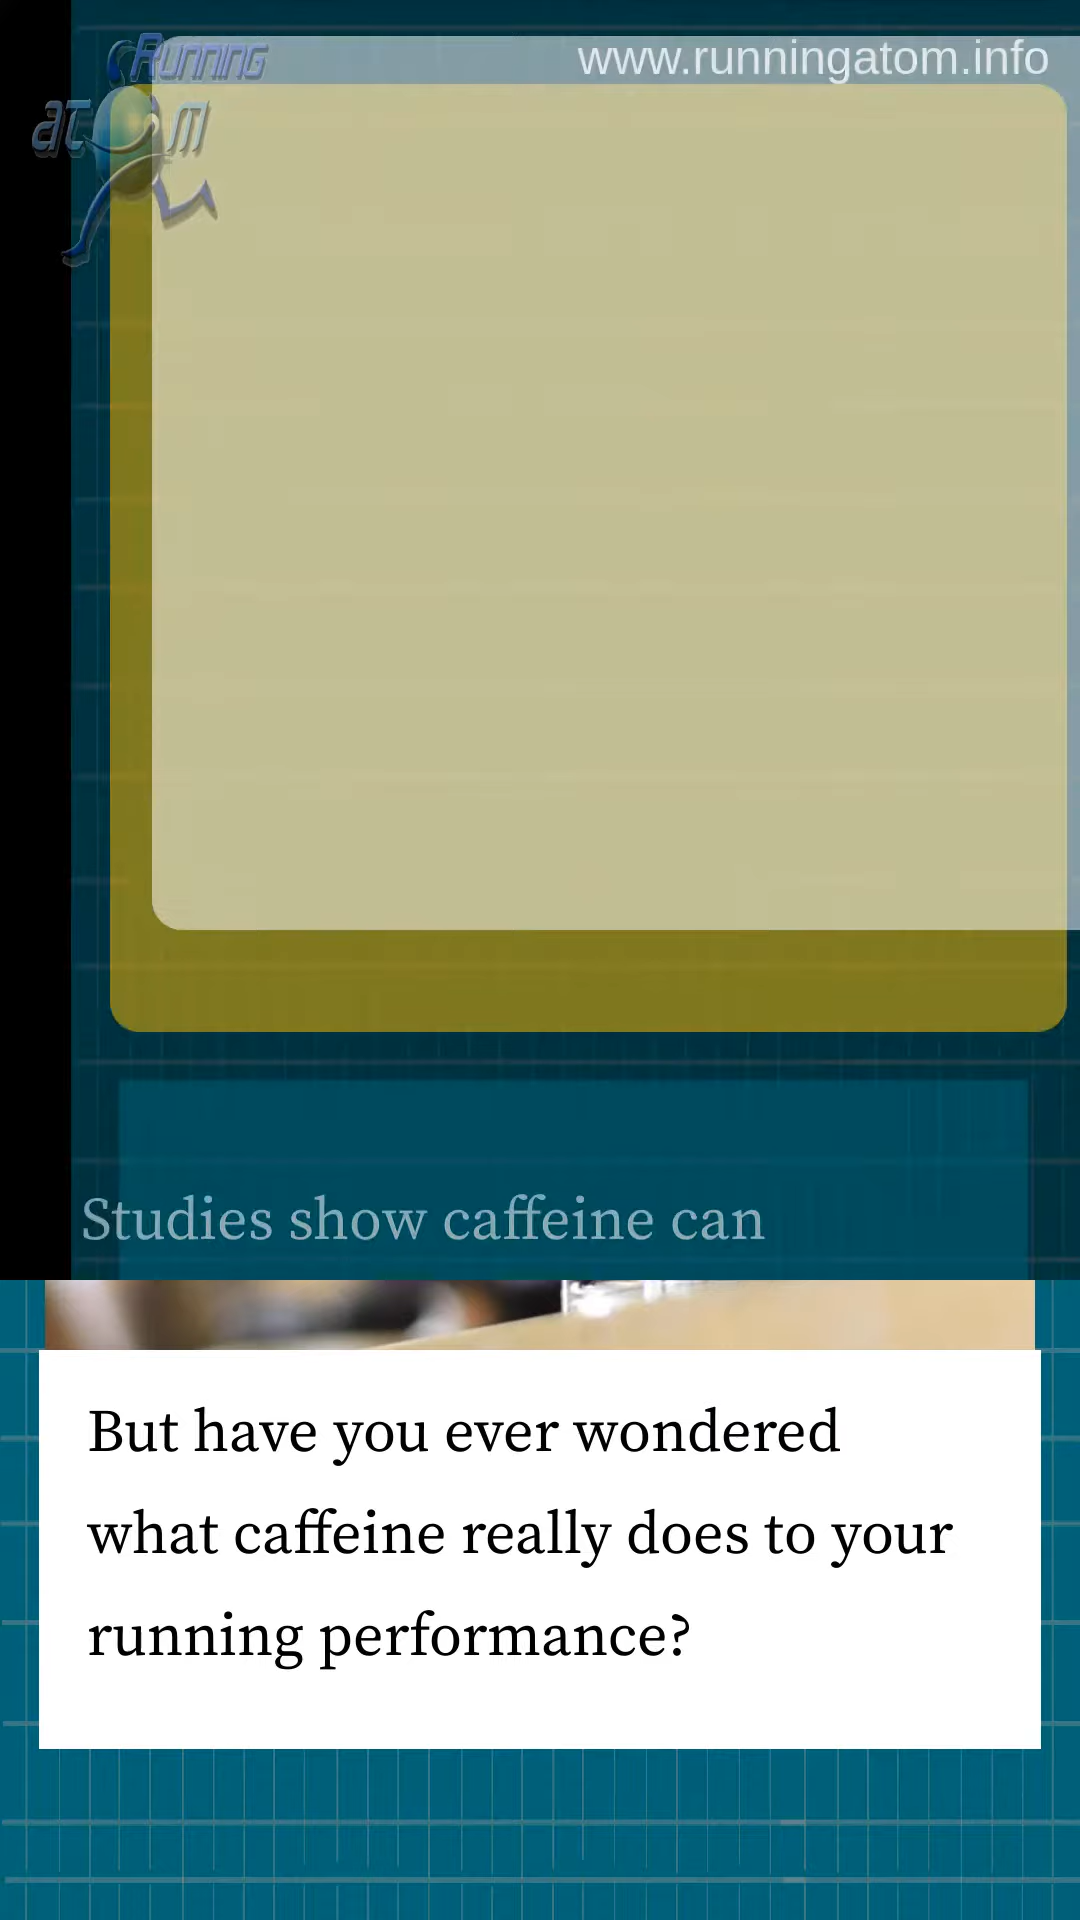 Running
www.runningatom.info
atom
Studies show caffeine can
But have you ever wondered
what caffeine really does to your
running performance?